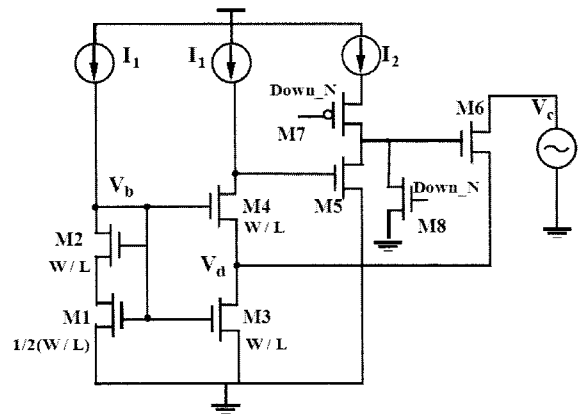 I1
I1
I2
Down_N
M7
M6
Vc
Vb
M4
W / L
M5
Down_N
M8
M2
W / L
Vd
M1
1/2(W / L)
M3
W / L